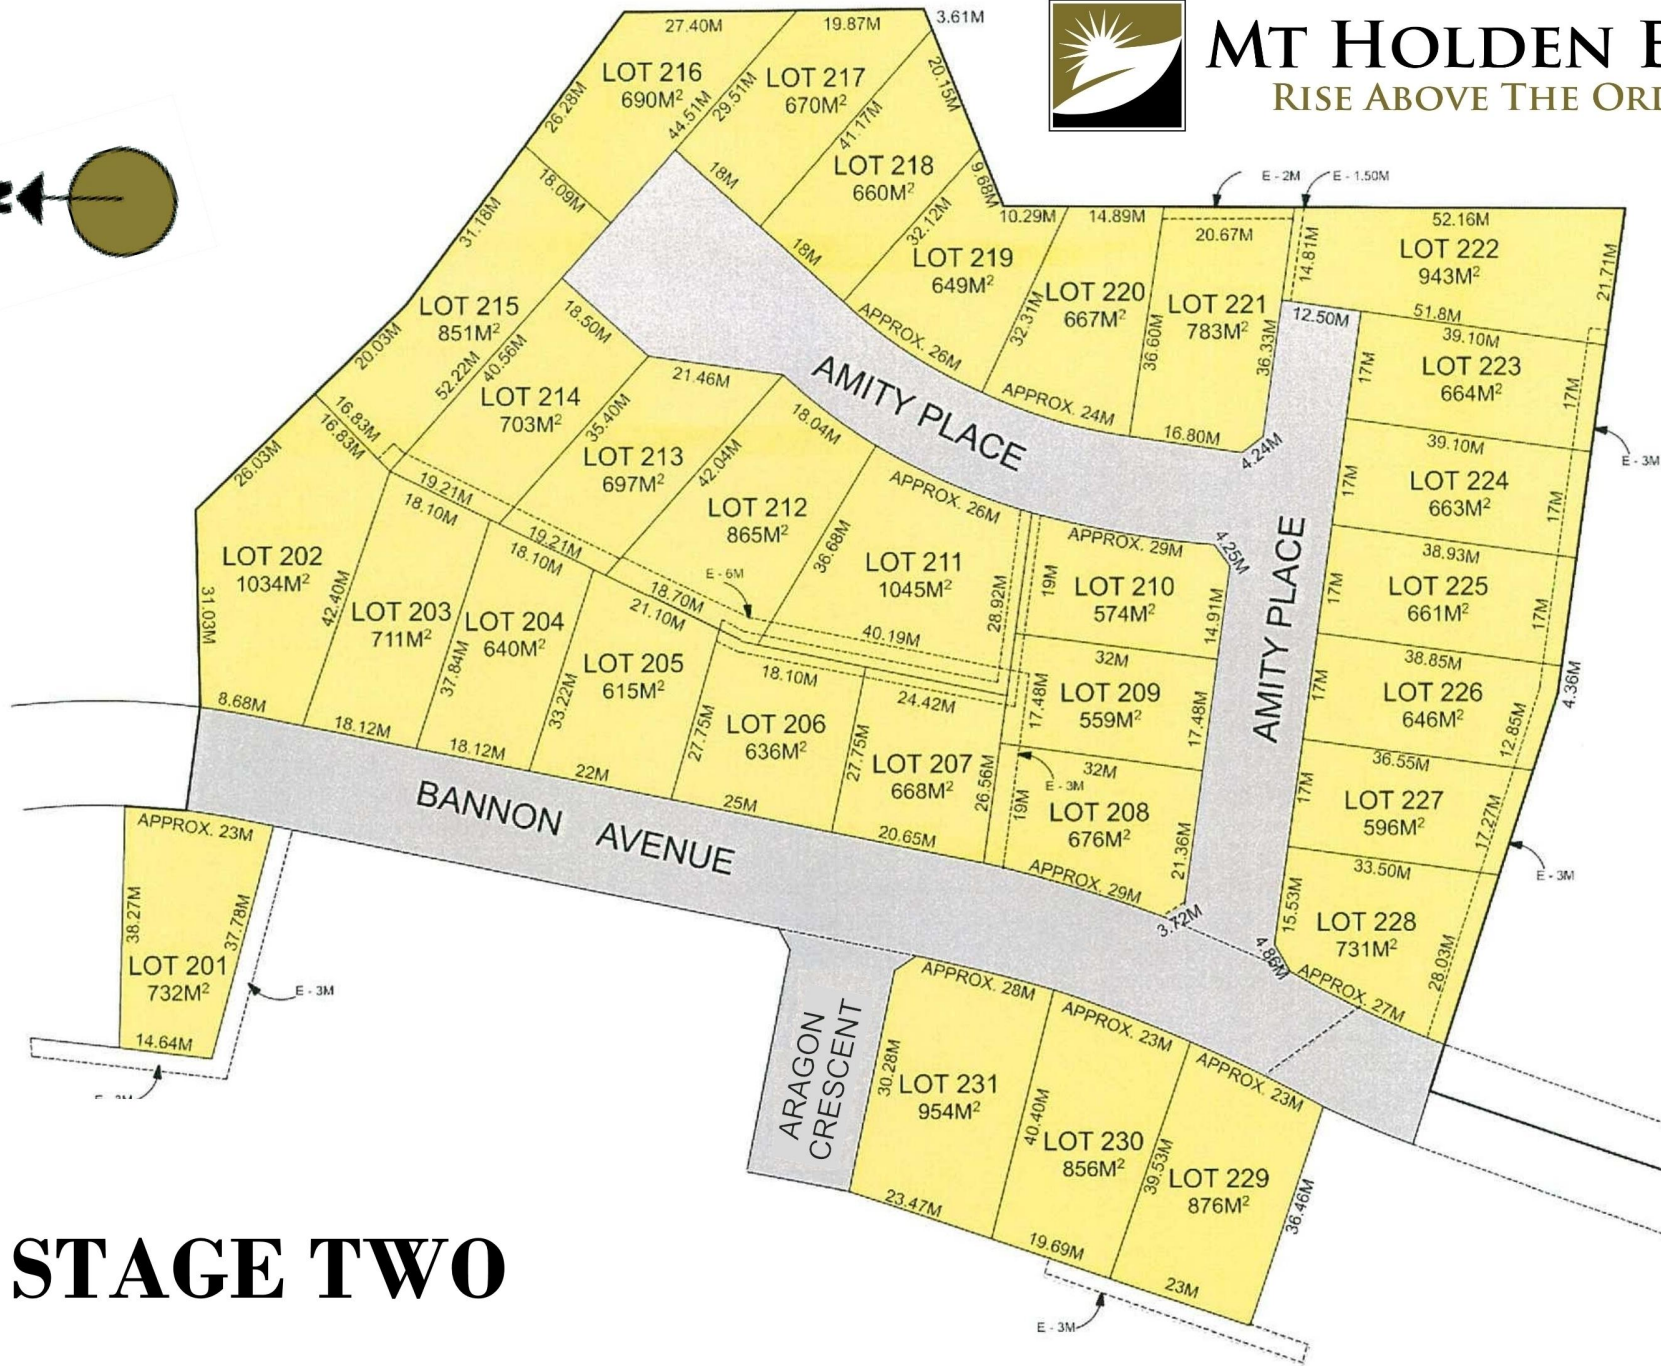 MT HOLDEN E
RISE ABOVE THE ORD
27.40M
19.87M
3.61M
26.28M
LOT 216
690M²
44.51M
29.51M
LOT 217
670M²
41.17M
20.15M
18.09M
18M
LOT 218
660M²
9.68M
31.18M
18M
32.12M
LOT 219
649M²
10.29M
14.89M
E - 2M
E - 1.50M
20.67M
14.81M
52.16M
LOT 222
943M²
21.71M
LOT 215
851M²
20.03M
52.22M
40.56M
18.50M
APPROX. 26M
32.31M
LOT 220
667M²
36.60M
LOT 221
783M²
36.33M
12.50M
51.8M
39.10M
17M
LOT 223
664M²
17M
16.83M
16.83M
LOT 214
703M²
35.40M
21.46M
AMITY PLACE
APPROX. 24M
16.80M
4.24M
39.10M
E - 3M
26.03M
19.21M
18.10M
LOT 213
697M²
42.04M
18.04M
17M
LOT 224
663M²
17M
LOT 212
865M²
36.68M
APPROX. 26M
19.21M
18.10M
LOT 202
1034M²
31.03M
42.40M
LOT 211
1045M²
28.92M
APPROX. 29M
4.25M
AMITY PLACE
38.93M
LOT 203
711M²
LOT 204
640M²
37.84M
E - 6M
18.70M
21.10M
40.19M
19M
LOT 210
574M²
14.91M
17M
LOT 225
661M²
17M
LOT 205
615M²
33.22M
18.10M
24.42M
32M
38.85M
4.36M
8.68M
18.12M
18.12M
22M
27.75M
LOT 206
636M²
27.75M
25M
17.48M
LOT 209
559M²
17.48M
17M
LOT 226
646M²
12.85M
LOT 207
668M²
26.56M
20.65M
32M
E - 3M
36.55M
BANNON AVENUE
19M
LOT 208
676M²
21.36M
APPROX. 29M
3.72M
17M
LOT 227
596M²
17.27M
33.50M
E - 3M
APPROX. 23M
38.27M
37.78M
LOT 201
732M²
14.64M
E - 3M
15.53M
LOT 228
731M²
28.03M
4.86M
APPROX. 27M
ARAGON
CRESCENT
APPROX. 28M
APPROX. 23M
APPROX. 23M
30.28M
LOT 231
954M²
40.40M
LOT 230
856M²
39.53M
LOT 229
876M²
36.46M
23.47M
19.69M
23M
E - 3M
STAGE TWO